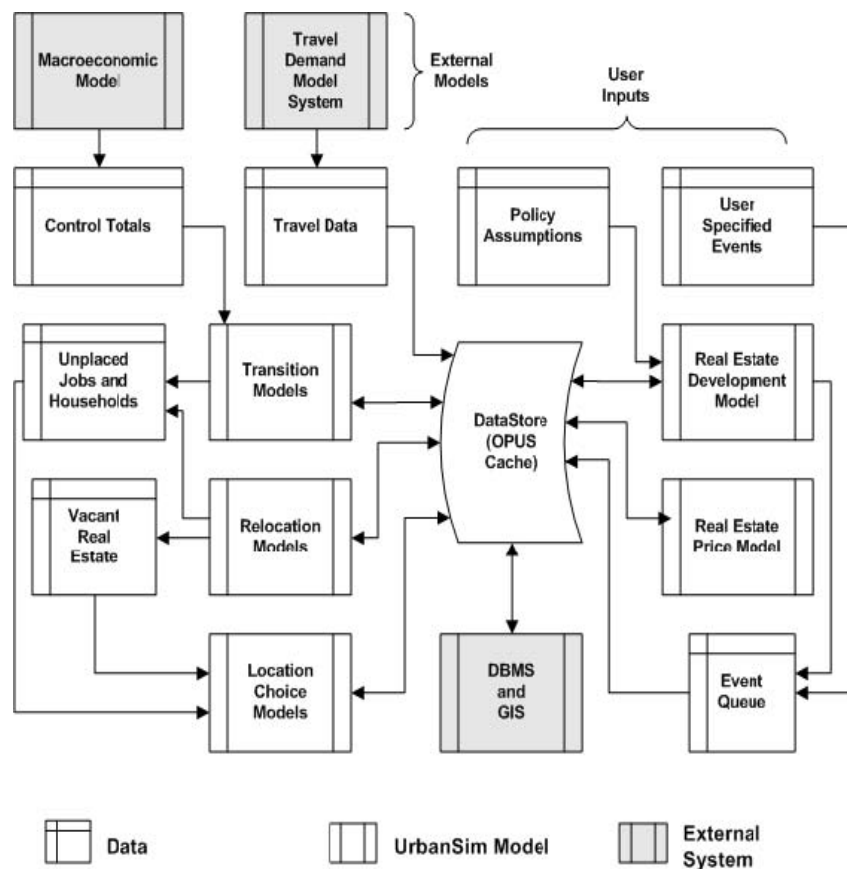 Macroeconomic
Model
Travel
Demand
Model
System
External
Models
User
Inputs
Control Totals
Travel Data
Policy
Assumptions
User
Specified
Events
Unplaced
Jobs and
Households
Transition
Models
DataStore
(OPUS
Cache)
Real Estate
Development
Model
Vacant
Real
Estate
Relocation
Models
Real Estate
Price Model
Location
Choice
Models
DBMS
and
GIS
Event
Queue
Data
UrbanSim Model
External
System